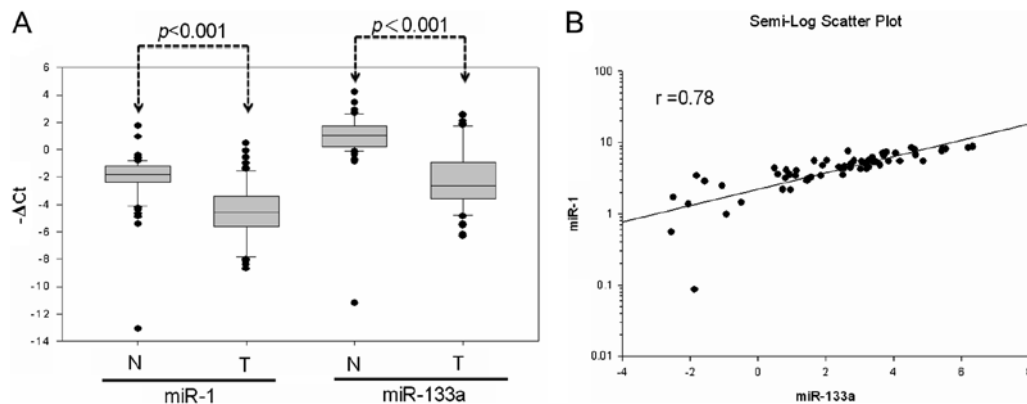 A
p<0.001
p<0.001
6
4
2
0
-2
-4
-6
-8
-10
-12
-14
-ΔCt
N
T
N
T
miR-1
miR-133a
B
Semi-Log Scatter Plot
r =0.78
100
10
1
0.1
0.01
miR-1
-4
-2
0
2
4
6
8
miR-133a